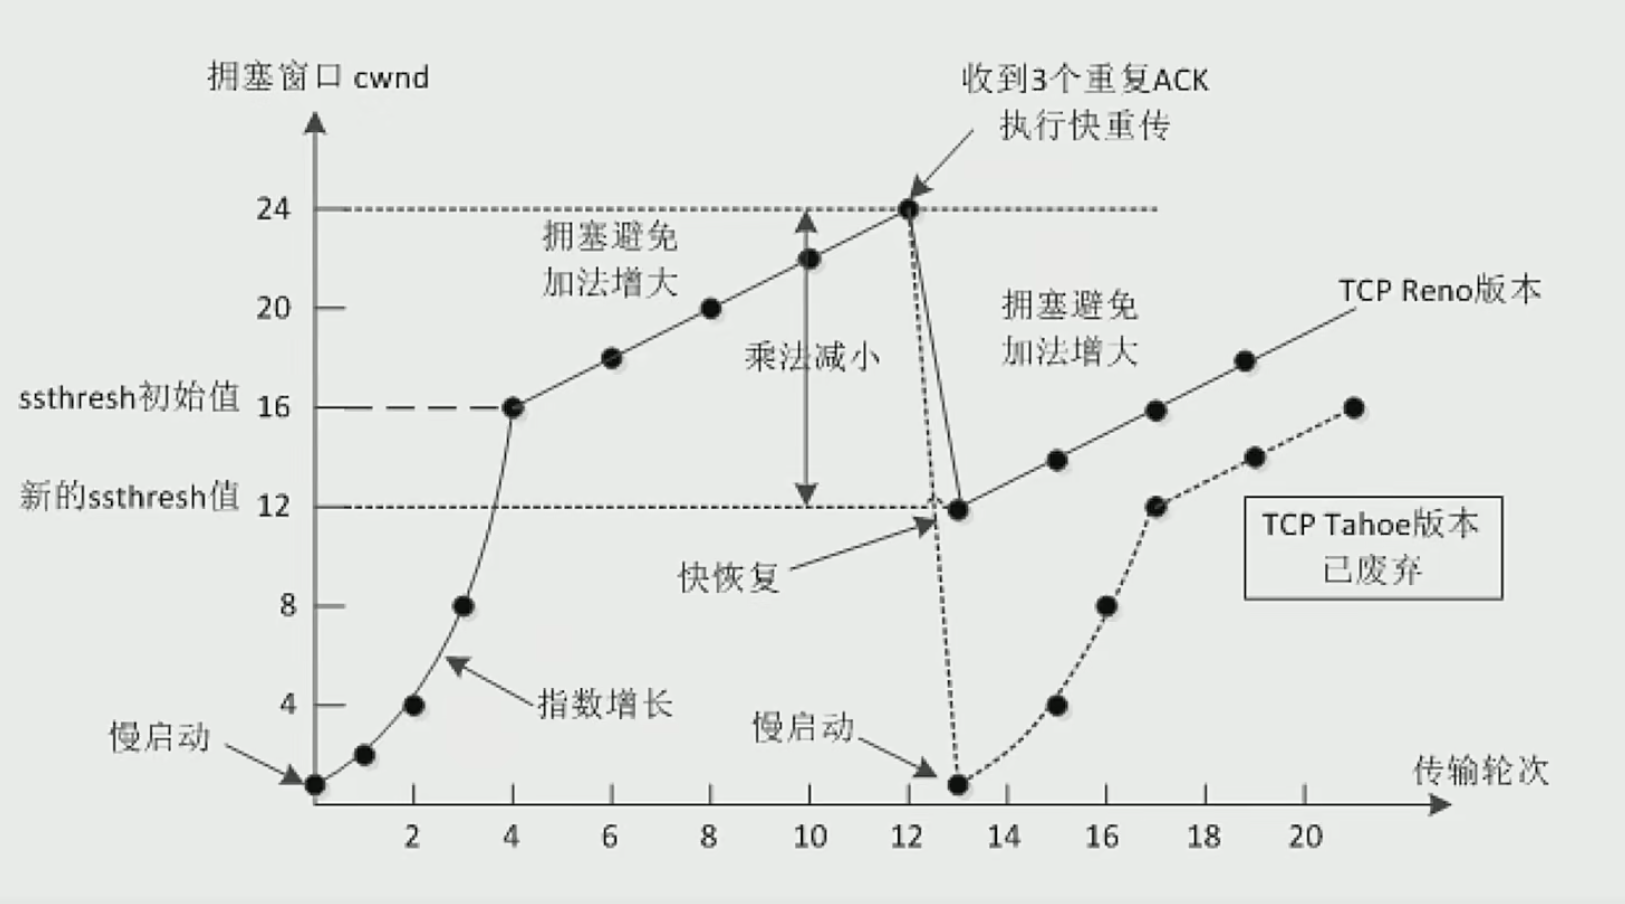 拥塞窗口 cwnd
收到3个重复ACK
执行快重传
24
拥塞避免
加法增大
TCP Reno版本
20
拥塞避免
加法增大
乘法减小
ssthresh初始值 16
新的ssthresh值 12
TCP Tahoe版本
已废弃
快恢复
8
4
指数增长
慢启动
慢启动
传输轮次
2 4 6 8 10 12 14 16 18 20